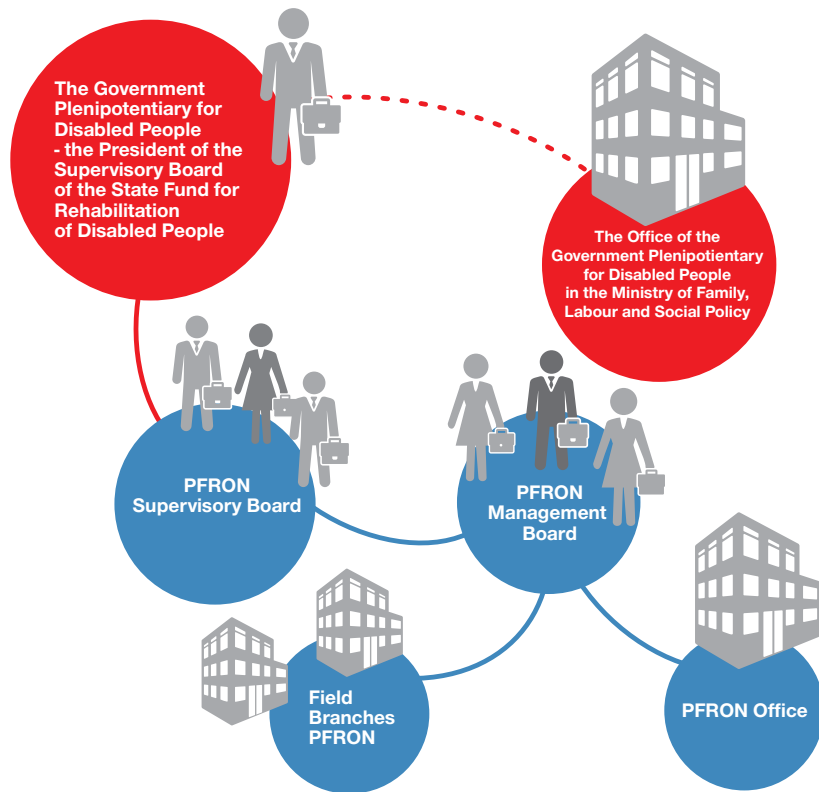 The Government
Plenipotentiary for
Disabled People
- the President of the
Supervisory Board
of the State Fund for
Rehabilitation
of Disabled People
The Office of the
Government Plenipotientary
for Disabled People
in the Ministry of Family,
Labour and Social Policy
PFRON
Supervisory Board
PFRON
Management
Board
Field
Branches
PFRON
PFRON Office